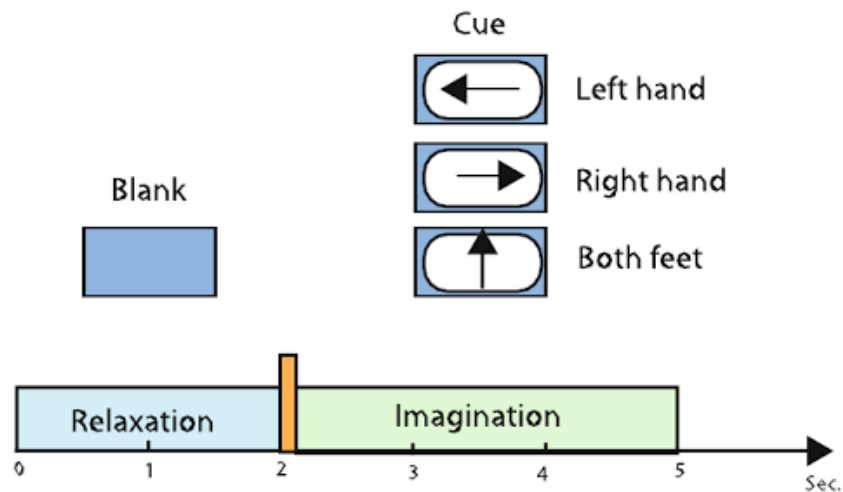 Cue
Left hand
Right hand
Blank
Both feet
Relaxation
Imagination
0 1 2 3 4 5
Sec.